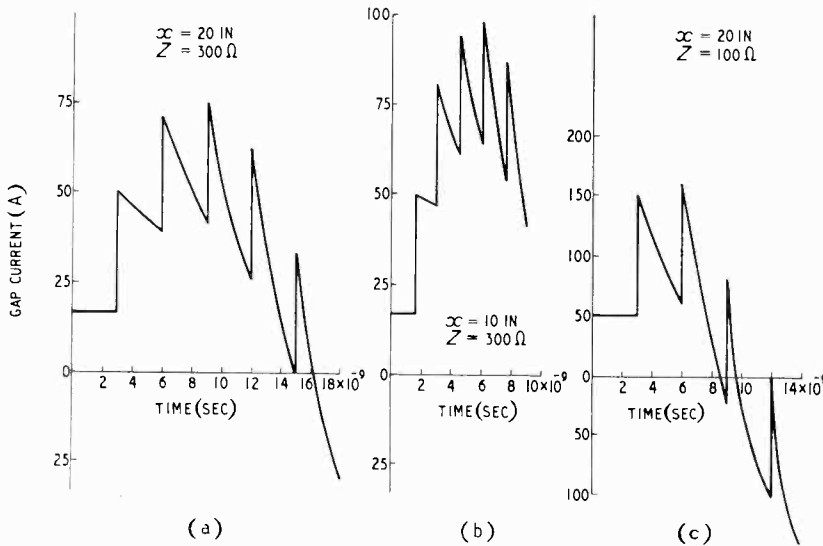 x = 20 IN
Z = 300 Ω
75
50
25
0
25
GAP CURRENT (A)
2 4 6 8 10 12 14 16 18×10⁻⁹
TIME (SEC)
(a)
100
75
50
25
0
25
x = 10 IN
Z = 300 Ω
2 4 6 8 10×10⁻⁹
TIME (SEC)
(b)
x = 20 IN
Z = 100 Ω
200
150
100
50
0
50
100
2 4 6 8 10 12 14×10⁻⁹
TIME (SEC)
(c)